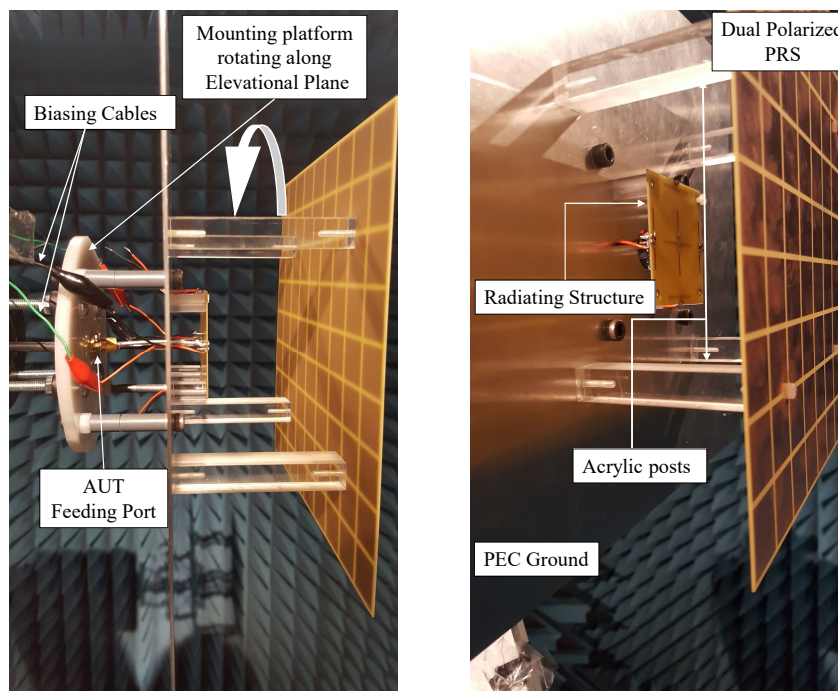 Mounting platform
rotating along
Elevational Plane
Biasing Cables
AUT
Feeding Port
Dual Polarized
PRS
Radiating Structure
Acrylic posts
PEC Ground